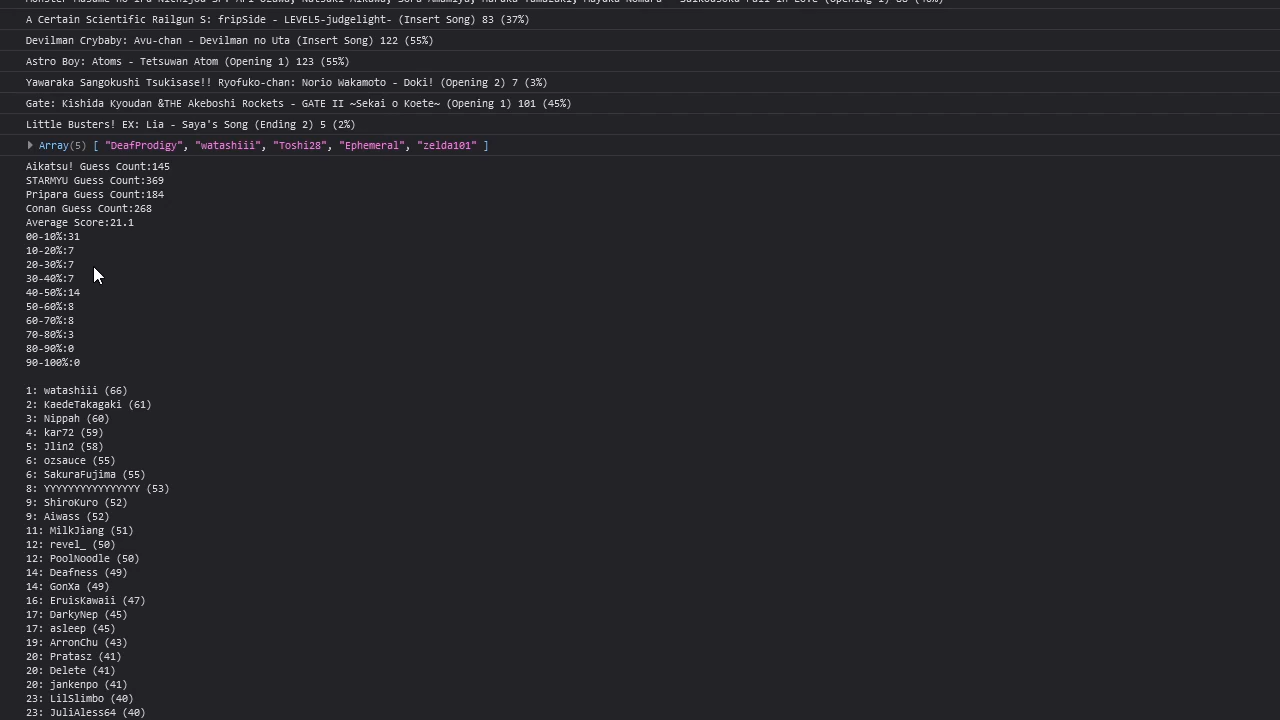 A Certain Scientific Railgun S: fripSide - LEVEL5-judgelight- (Insert Song) 83 (37%)
Devilman Crybaby: Avu-chan - Devilman no Uta (Insert Song) 122 (55%)
Astro Boy: Atoms - Tetsuwan Atom (Opening 1) 123 (55%)
Yawaraka Sangokushi Tsukisase!! Ryofuko-chan: Norio Wakamoto - Doki! (Opening 2) 7 (3%)
Gate: Kishida Kyoudan &THE Akeboshi Rockets - GATE II ~Sekai o Koete~ (Opening 1) 101 (45%)
Little Busters! EX: Lia - Saya's Song (Ending 2) 5 (2%)
Array(5) [ "DeafProdigy", "watashiii", "Toshi28", "Ephemeral", "zelda101" ]
Aikatsu! Guess Count:145
STARMYU Guess Count:369
Pripara Guess Count:184
Conan Guess Count:268
Average Score:21.1
00-10%:31
10-20%:7
20-30%:7
30-40%:7
40-50%:14
50-60%:8
60-70%:8
70-80%:3
80-90%:0
90-100%:0
1: watashiii (66)
2: KaedeTakagaki (61)
3: Nippah (60)
4: kar72 (59)
5: Jlin2 (58)
6: ozsauce (55)
6: SakuraFujima (55)
8: YYYYYYYYYYYYYYYY (53)
9: ShiroKuro (52)
9: Aiwass (52)
11: MilkJiang (51)
12: revel_ (50)
12: PoolNoodle (50)
14: Deafness (49)
14: GonXa (49)
16: EruisKawaii (47)
17: DarkyNep (45)
17: asleep (45)
19: ArronChu (43)
20: Pratasz (41)
20: Delete (41)
20: jankenpo (41)
23: LilSlimbo (40)
23: JuliAless64 (40)